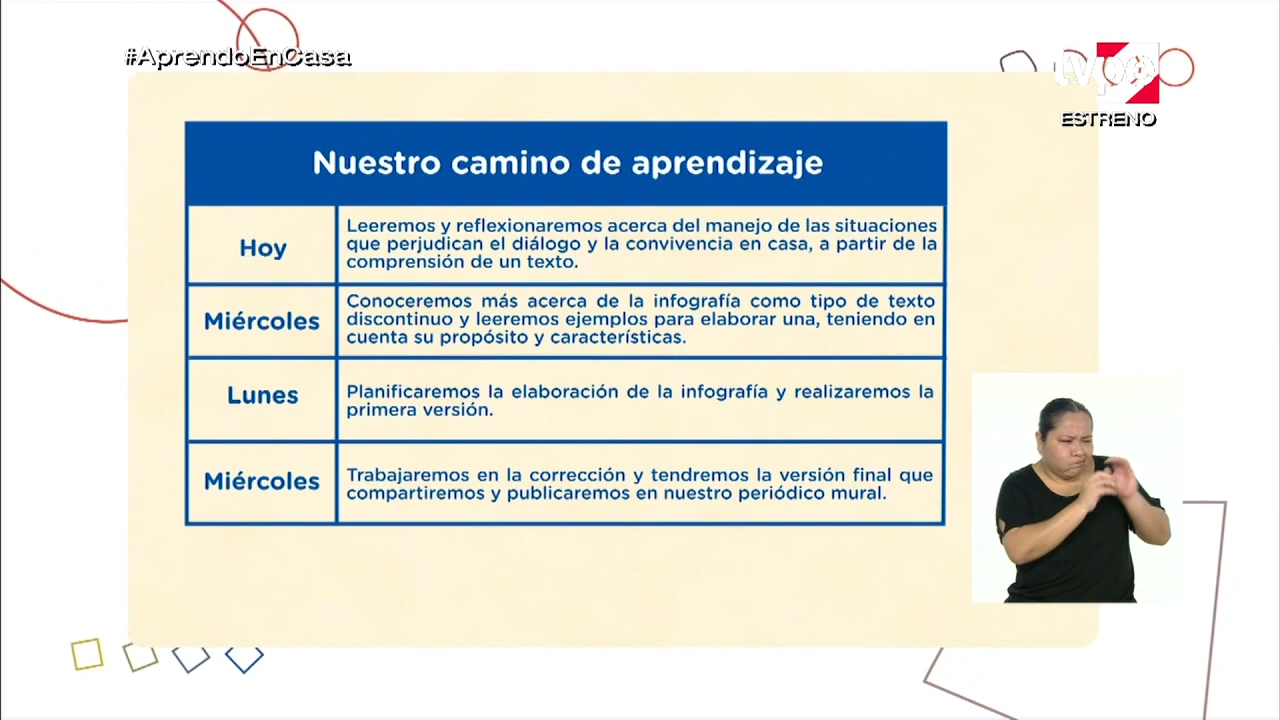 #AprendoEnCasa
tvpe
ESTRENO
Nuestro camino de aprendizaje
Hoy
Leeremos y reflexionaremos acerca del manejo de las situaciones
que perjudican el diálogo y la convivencia en casa, a partir de la
comprensión de un texto.
Miércoles
Conoceremos más acerca de la infografía como tipo de texto
discontinuo y leeremos ejemplos para elaborar una, teniendo en
cuenta su propósito y características.
Lunes
Planificaremos la elaboración de la infografía y realizaremos la
primera versión.
Miércoles
Trabajaremos en la corrección y tendremos la versión final que
compartiremos y publicaremos en nuestro periódico mural.